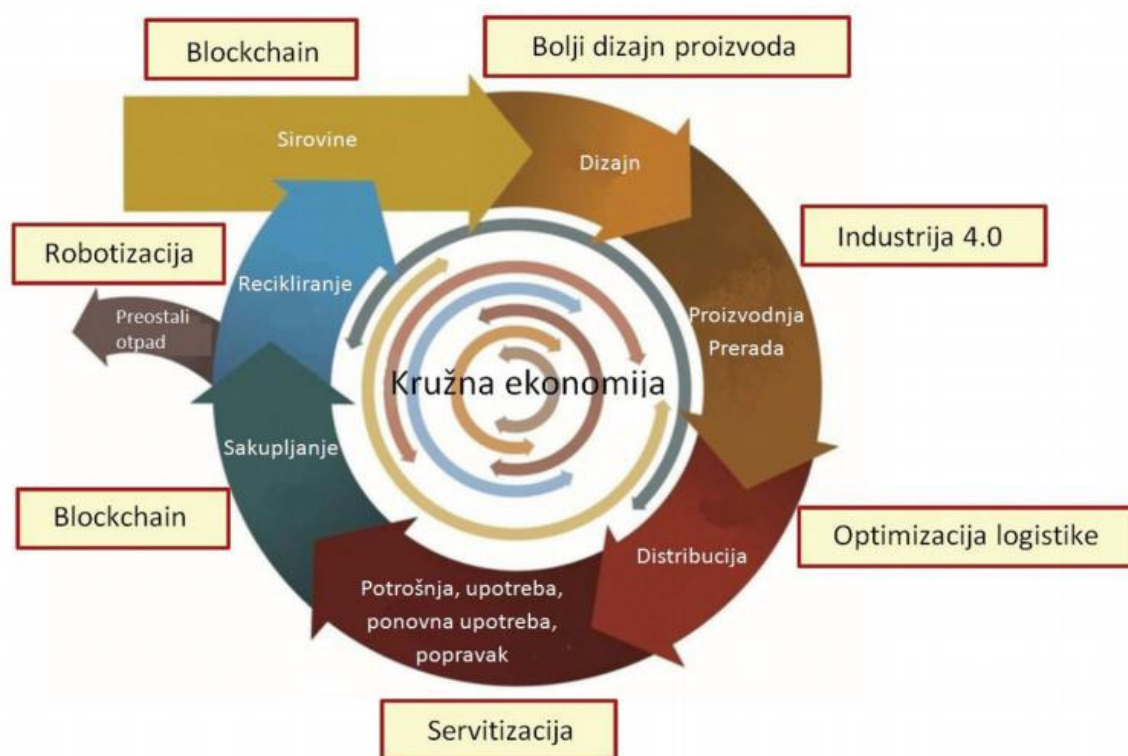 Blockchain
Bolji dizajn proizvoda
Sirovine
Dizajn
Robotizacija
Industrija 4.0
Recikliranje
Preostali
otpad
Proizvodnja
Prerada
Kružna ekonomija
Sakupljanje
Blockchain
Optimizacija logistike
Distribucija
Potrošnja, upotreba,
ponovna upotreba,
popravak
Servitizacija